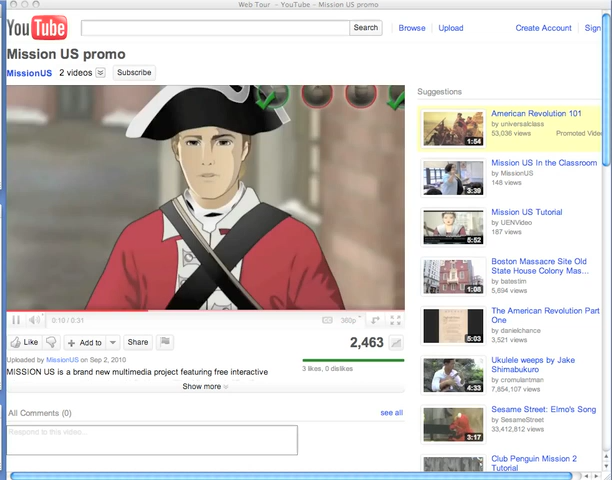 Web Tour - YouTube - Mission US promo
YouTube
Search
Browse
Upload
Create Account
Sign
Mission US promo
MissionUS
2 videos
Subscribe
0:10 / 0:31
360p
Like
Add to
Share
2,463
Uploaded by MissionUS on Sep 2, 2010
3 likes, 0 dislikes
MISSION US is a brand new multimedia project featuring free interactive
Show more
All Comments (0)
see all
Respond to this video...
Suggestions
American Revolution 101
by universalclass
53,036 views
Promoted Video
1:54
Mission US In the Classroom
by MissionUS
148 views
3:39
Mission US Tutorial
by UENVideo
187 views
5:52
Boston Massacre Site Old
State House Colony Mas...
by batestim
5,694 views
1:08
The American Revolution Part
One
by danielchance
3,521 views
5:03
Ukulele weeps by Jake
Shimabukuro
by cromulantman
7,854,107 views
4:33
Sesame Street: Elmo's Song
by SesameStreet
33,412,812 views
3:17
Club Penguin Mission 2
Tutorial